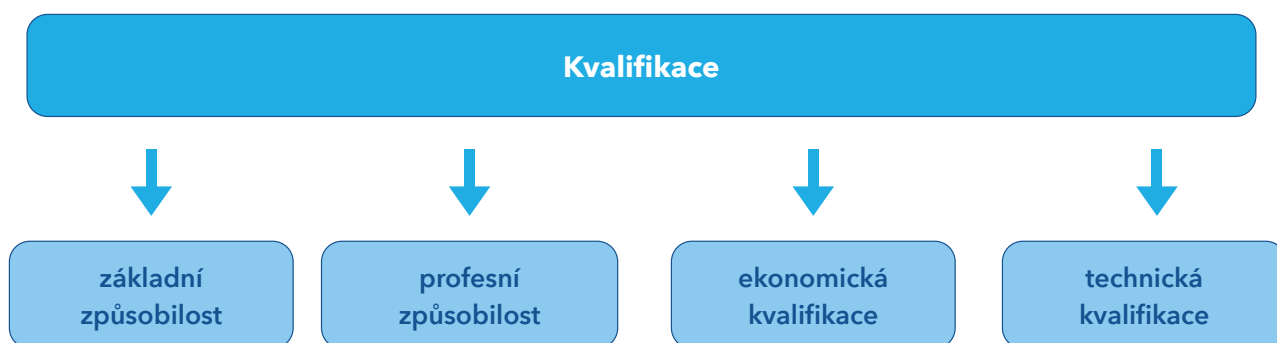 Kvalifikace
základní
způsobilost
profesní
způsobilost
ekonomická
kvalifikace
technická
kvalifikace